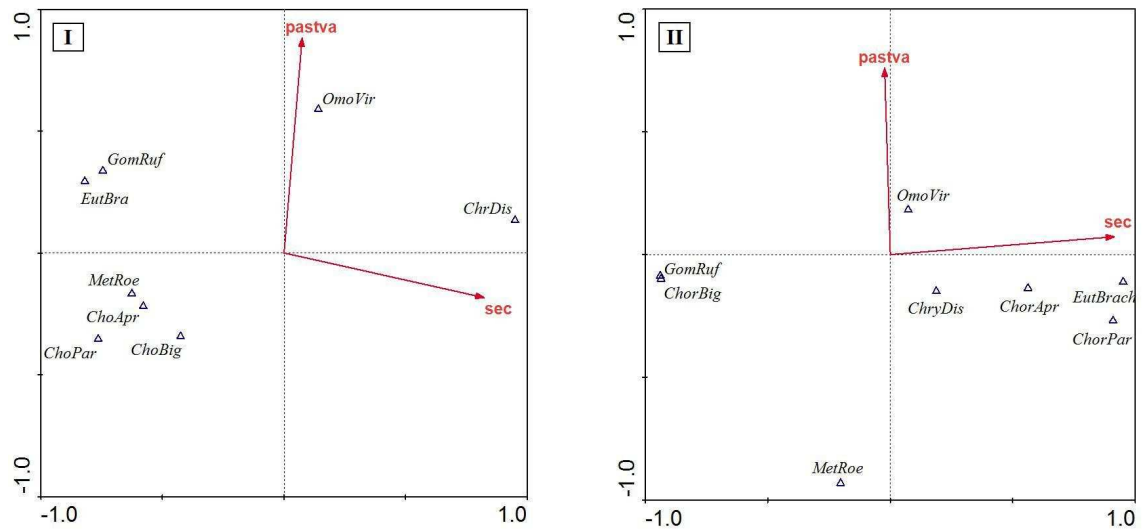 I
1.0
-1.0
-1.0
1.0
pastva
OmoVir
GomRuf
EutBra
ChrDis
MetRoe
ChoApr
ChoPar
ChoBig
sec
II
1.0
-1.0
-1.0
1.0
pastva
OmoVir
sec
GomRuf
ChorBig
ChryDis
ChorApr
EutBrach
ChorPar
MetRoe